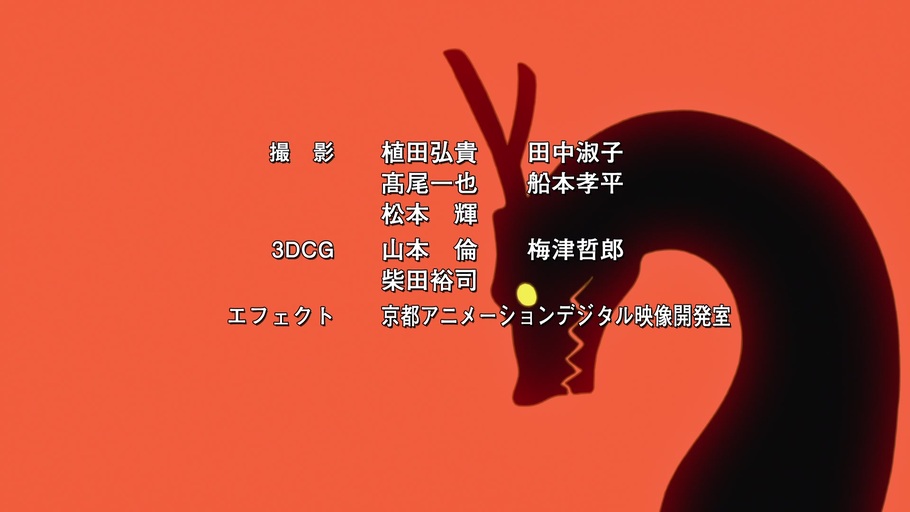 撮　影　植田弘貴　田中淑子
髙尾一也　船本孝平
松本　輝
3DCG　山本　倫　梅津哲郎
柴田裕司
エフェクト　京都アニメーションデジタル映像開発室